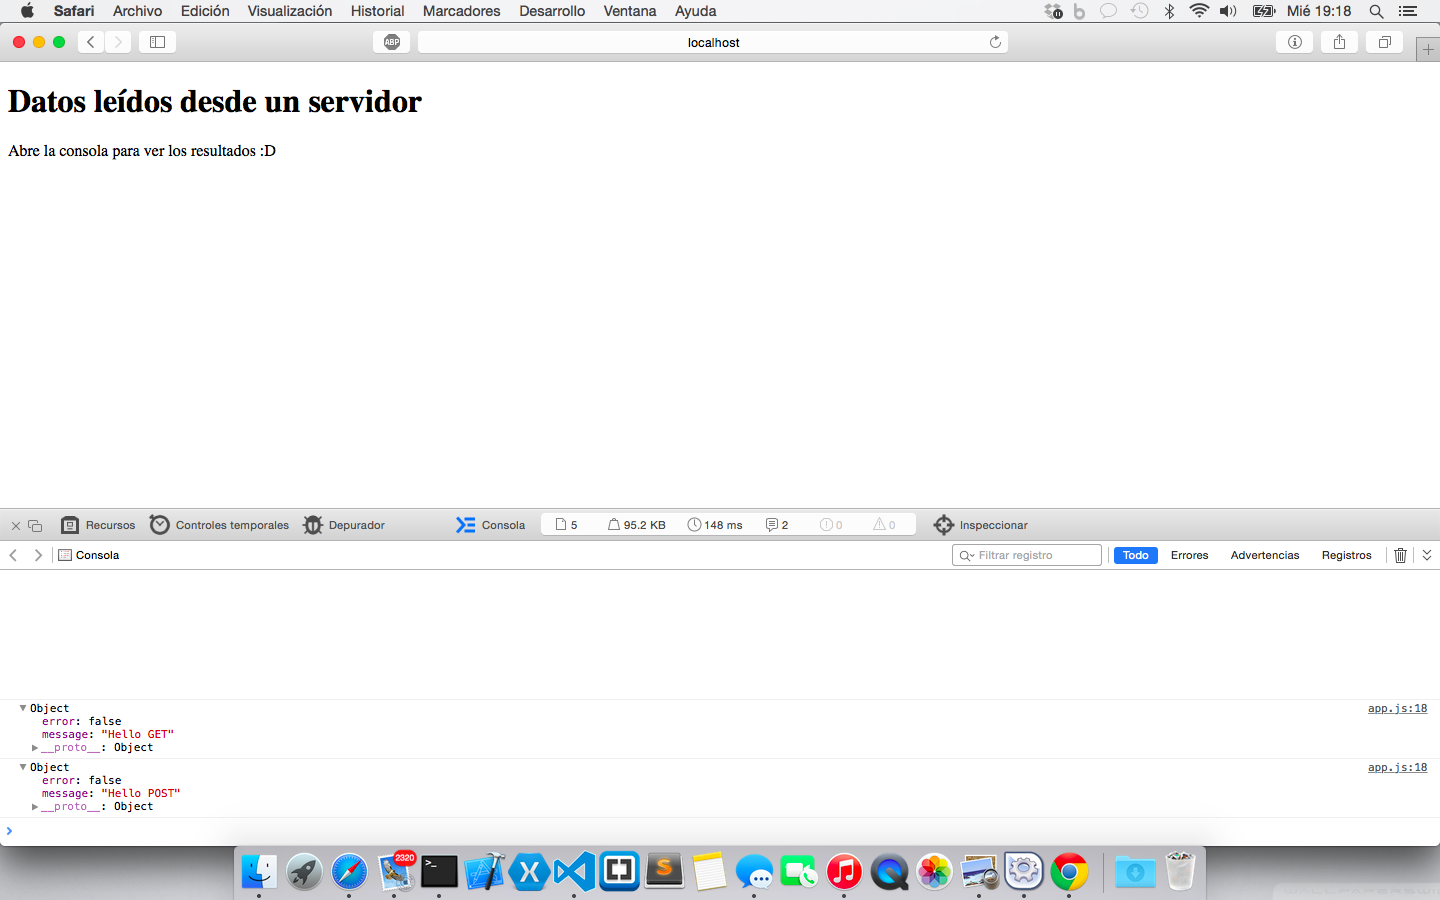 Safari Archivo Edición Visualización Historial Marcadores Desarrollo Ventana Ayuda Mié 19:18
ABP localhost
Datos leídos desde un servidor
Abre la consola para ver los resultados :D
Recursos Controles temporales Depurador Consola 5 95.2 KB 148 ms 2 0 0 Inspeccionar
Consola Filtrar registro Todo Errores Advertencias Registros
Object app.js:18
error: false
message: "Hello GET"
__proto__: Object
Object app.js:18
error: false
message: "Hello POST"
__proto__: Object
2320